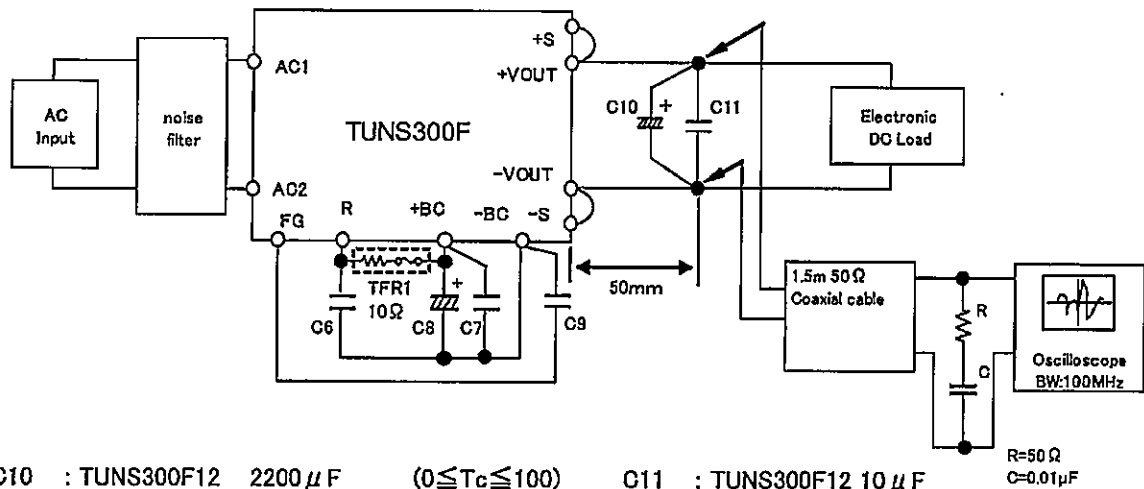 +S
AC1
+VOUT
AC
Input
noise
filter
C10
+
C11
Electronic
DC Load
TUNS300F
AC2
-VOUT
FG
R
+BC
-BC
-S
TFR1
10Ω
+
C6
C8
C7
C9
50mm
1.5m 50Ω
Coaxial cable
R
C
Oscilloscope
BW:100MHz
R=50Ω
C=0.01μF
C10 : TUNS300F12 2200μF (0≦Tc≦100) C11 : TUNS300F12 10μF